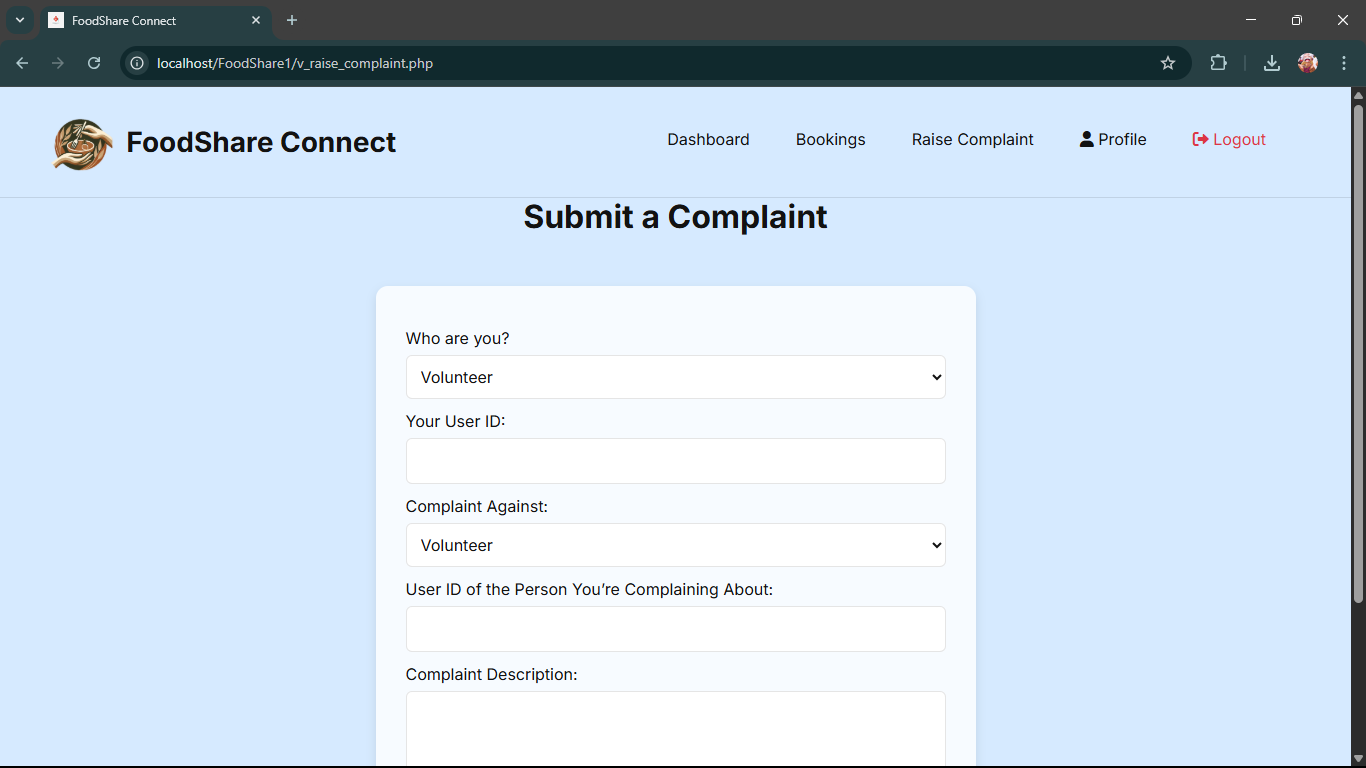 FoodShare Connect
localhost/FoodShare1/v_raise_complaint.php
FoodShare Connect
Dashboard
Bookings
Raise Complaint
Profile
Logout
Submit a Complaint
Who are you?
Volunteer
Your User ID:
Complaint Against:
Volunteer
User ID of the Person You’re Complaining About:
Complaint Description: